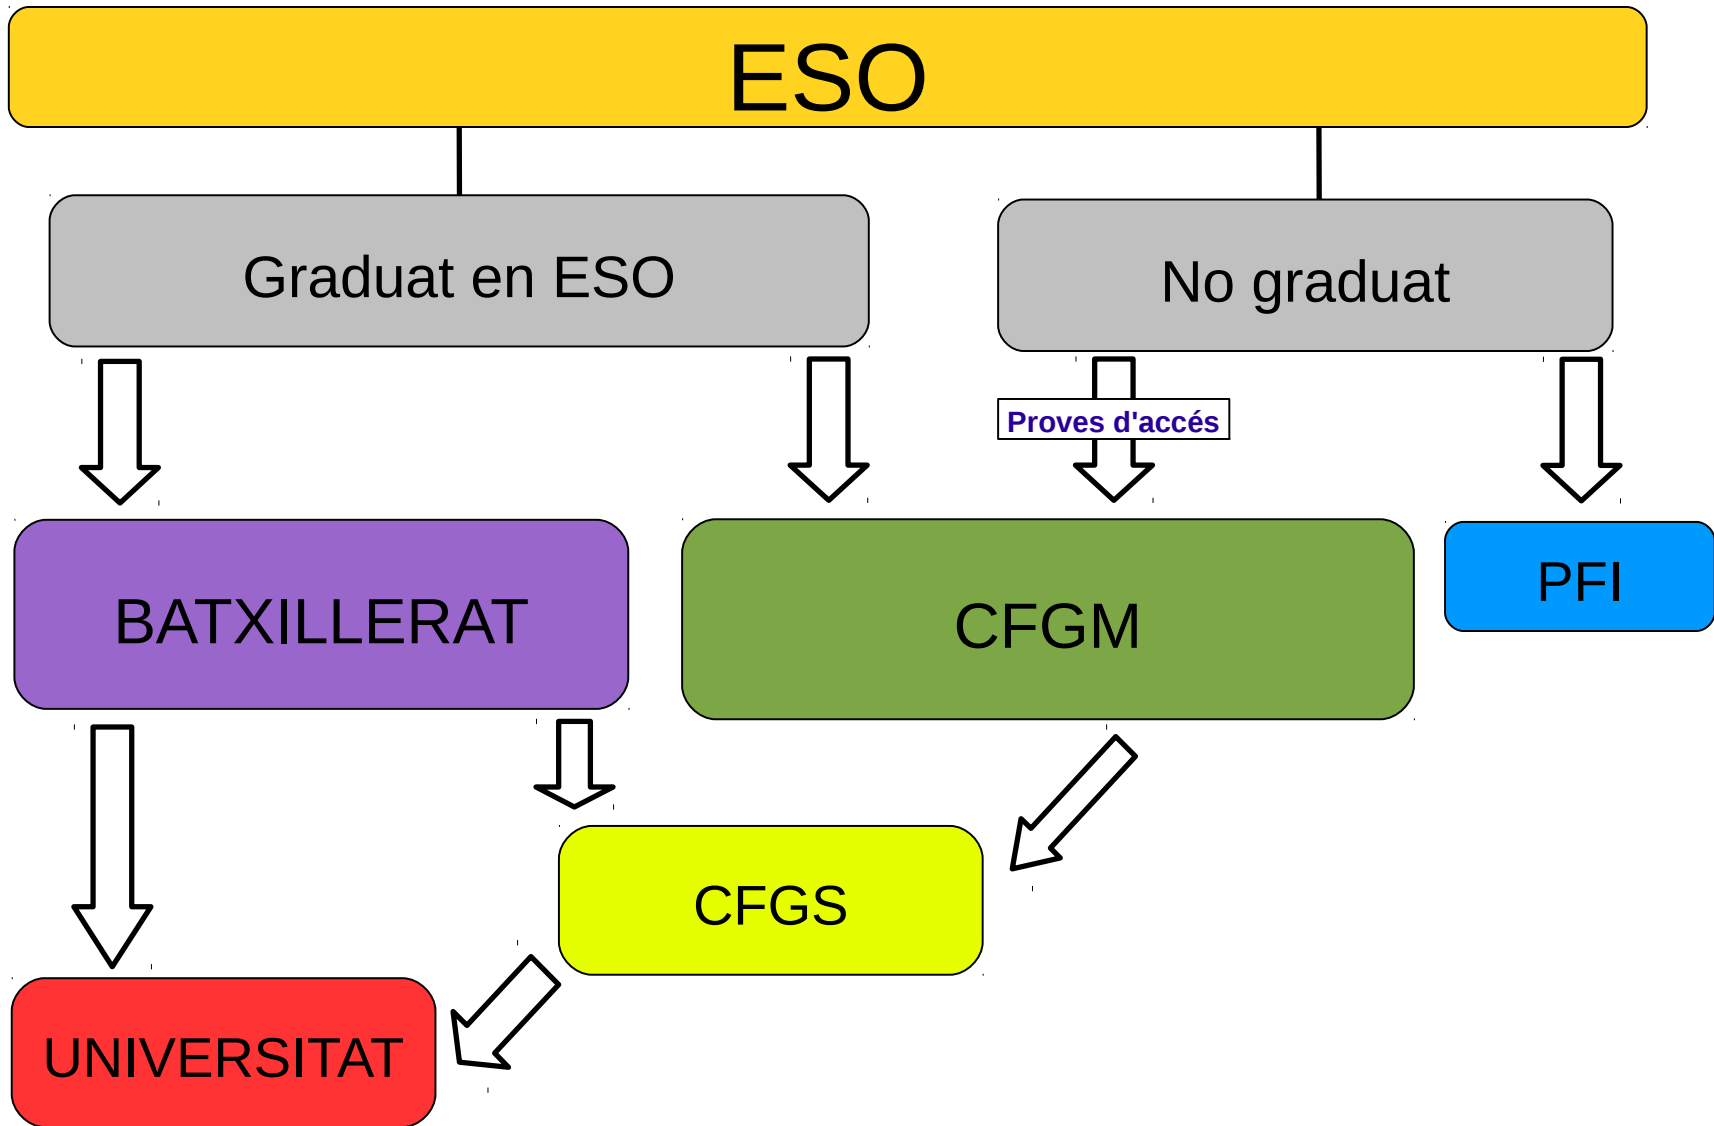 ESO
Graduat en ESO
No graduat
Proves d'accés
BATXILLERAT
CFGM
PFI
CFGS
UNIVERSITAT